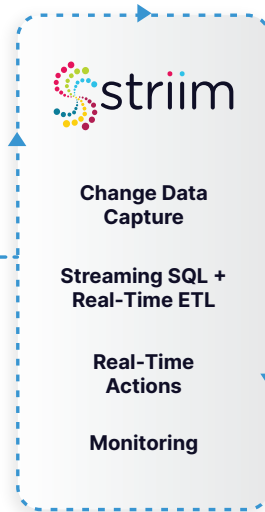 striim
Change Data
Capture
Streaming SQL +
Real-Time ETL
Real-Time
Actions
Monitoring